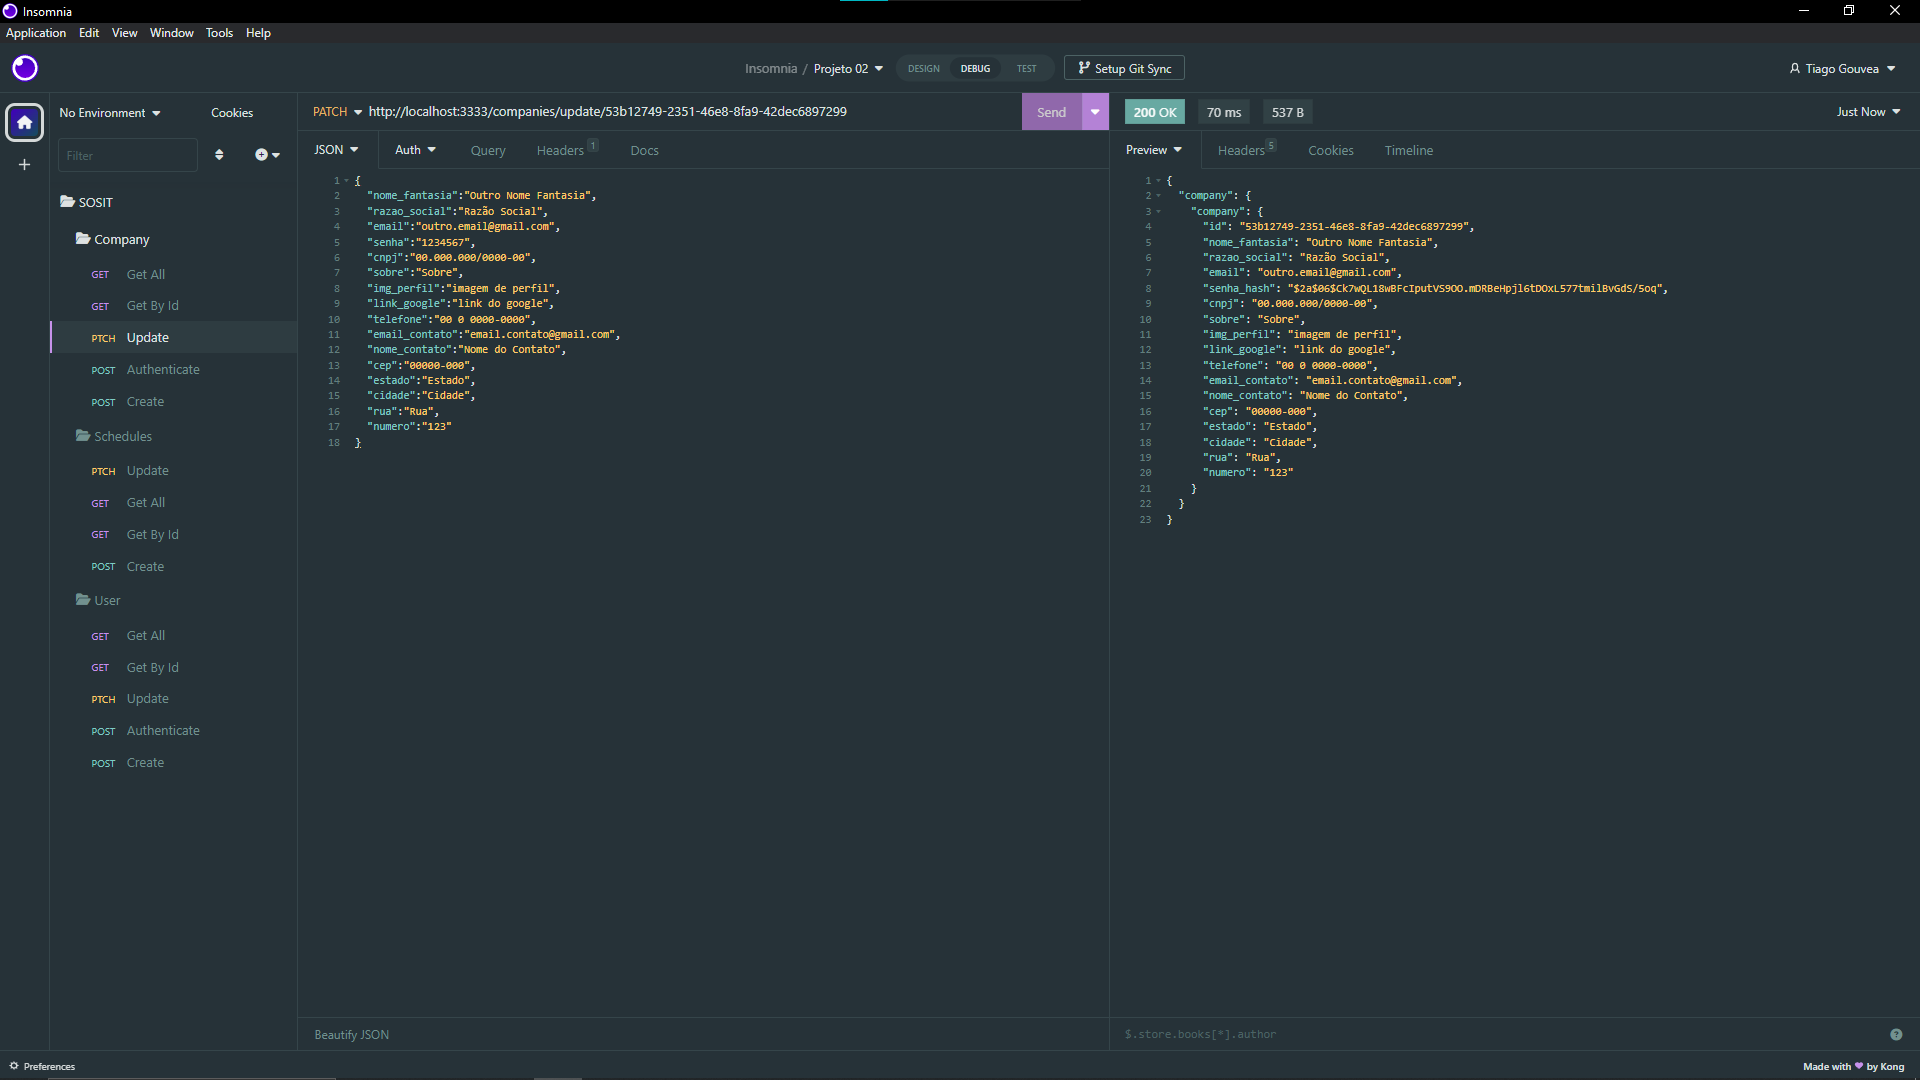 Insomnia
Application Edit View Window Tools Help
Insomnia / Projeto 02 DESIGN DEBUG TEST Setup Git Sync Tiago Gouvea
No Environment Cookies
Filter
SOSIT
Company
GET Get All
GET Get By Id
PTCH Update
POST Authenticate
POST Create
Schedules
PTCH Update
GET Get All
GET Get By Id
POST Create
User
GET Get All
GET Get By Id
PTCH Update
POST Authenticate
POST Create
PATCH http://localhost:3333/companies/update/53b12749-2351-46e8-8fa9-42dec6897299 Send
JSON Auth Query Headers 1 Docs
1 {
2 "nome_fantasia":"Outro Nome Fantasia",
3 "razao_social":"Razão Social",
4 "email":"outro.email@gmail.com",
5 "senha":"1234567",
6 "cnpj":"00.000.000/0000-00",
7 "sobre":"Sobre",
8 "img_perfil":"imagem de perfil",
9 "link_google":"link do google",
10 "telefone":"00 0 0000-0000",
11 "email_contato":"email.contato@gmail.com",
12 "nome_contato":"Nome do Contato",
13 "cep":"00000-000",
14 "estado":"Estado",
15 "cidade":"Cidade",
16 "rua":"Rua",
17 "numero":"123"
18 }
Beautify JSON
200 OK 70 ms 537 B Just Now
Preview Headers 5 Cookies Timeline
1 {
2 "company": {
3 "company": {
4 "id": "53b12749-2351-46e8-8fa9-42dec6897299",
5 "nome_fantasia": "Outro Nome Fantasia",
6 "razao_social": "Razão Social",
7 "email": "outro.email@gmail.com",
8 "senha_hash": "$2a$06$Ck7wQL18wBFcIputVS9OO.mDRBeHpjl6tDOxL577tmilBvGdS/5oq",
9 "cnpj": "00.000.000/0000-00",
10 "sobre": "Sobre",
11 "img_perfil": "imagem de perfil",
12 "link_google": "link do google",
13 "telefone": "00 0 0000-0000",
14 "email_contato": "email.contato@gmail.com",
15 "nome_contato": "Nome do Contato",
16 "cep": "00000-000",
17 "estado": "Estado",
18 "cidade": "Cidade",
19 "rua": "Rua",
20 "numero": "123"
21 }
22 }
23 }
$.store.books[*].author
Preferences
Made with ♥ by Kong